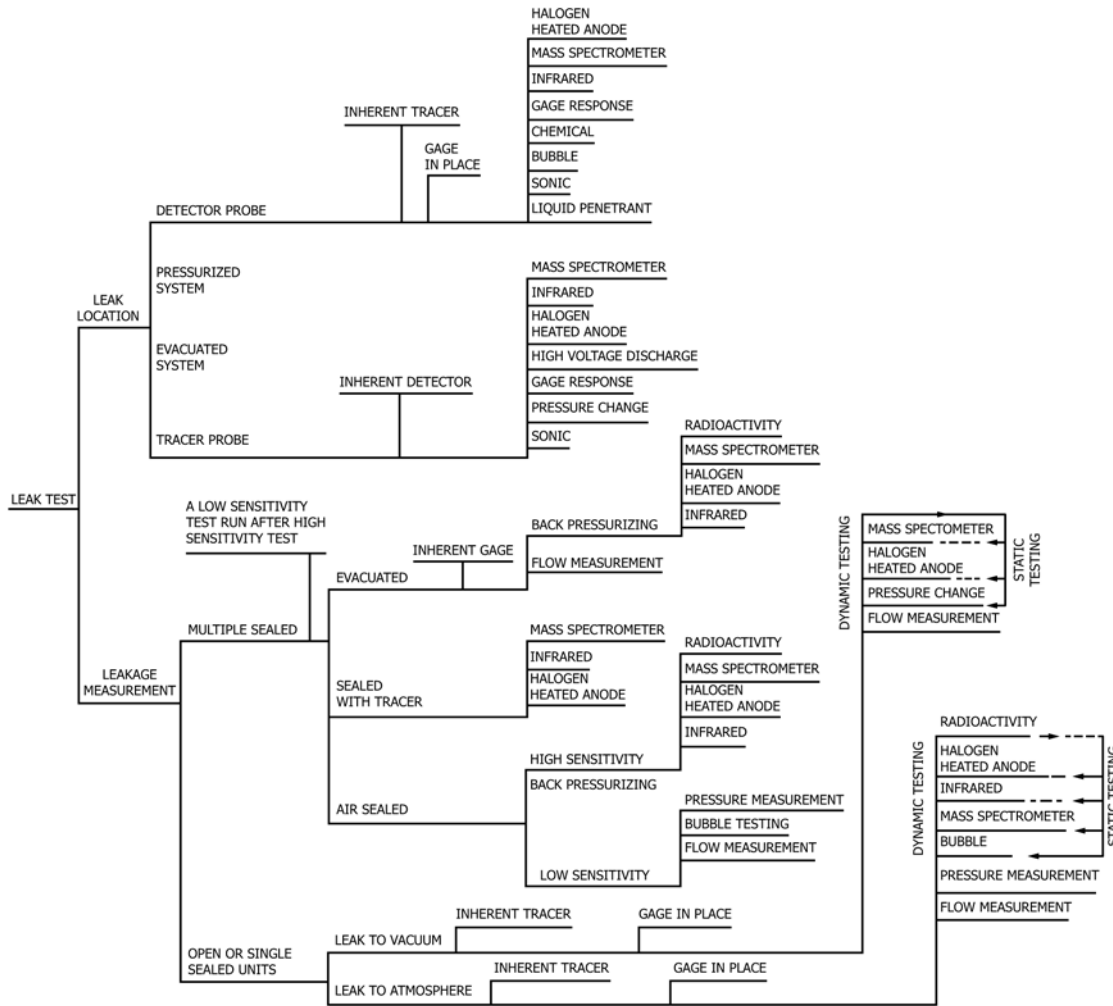 HALOGEN
HEATED ANODE
MASS SPECTROMETER
INFRARED
INHERENT TRACER
GAGE RESPONSE
CHEMICAL
GAGE
IN PLACE
BUBBLE
SONIC
DETECTOR PROBE
LIQUID PENETRANT
PRESSURIZED
SYSTEM
MASS SPECTROMETER
INFRARED
LEAK
LOCATION
HALOGEN
HEATED ANODE
EVACUATED
SYSTEM
HIGH VOLTAGE DISCHARGE
INHERENT DETECTOR
GAGE RESPONSE
PRESSURE CHANGE
TRACER PROBE
SONIC
RADIOACTIVITY
MASS SPECTROMETER
HALOGEN
HEATED ANODE
INFRARED
LEAK TEST
A LOW SENSITIVITY
TEST RUN AFTER HIGH
SENSITIVITY TEST
BACK PRESSURIZING
INHERENT GAGE
FLOW MEASUREMENT
EVACUATED
DYNAMIC TESTING
MASS SPECTOMETER
HALOGEN
HEATED ANODE
PRESSURE CHANGE
FLOW MEASUREMENT
STATIC
TESTING
MULTIPLE SEALED
MASS SPECTROMETER
INFRARED
HALOGEN
HEATED ANODE
RADIOACTIVITY
MASS SPECTROMETER
HALOGEN
HEATED ANODE
INFRARED
LEAKAGE
MEASUREMENT
SEALED
WITH TRACER
HIGH SENSITIVITY
BACK PRESSURIZING
AIR SEALED
PRESSURE MEASUREMENT
BUBBLE TESTING
FLOW MEASUREMENT
LOW SENSITIVITY
DYNAMIC TESTING
RADIOACTIVITY
HALOGEN
HEATED ANODE
INFRARED
MASS SPECTROMETER
BUBBLE
PRESSURE MEASUREMENT
FLOW MEASUREMENT
STATIC TESTING
OPEN OR SINGLE
SEALED UNITS
LEAK TO VACUUM
INHERENT TRACER
GAGE IN PLACE
LEAK TO ATMOSPHERE
INHERENT TRACER
GAGE IN PLACE